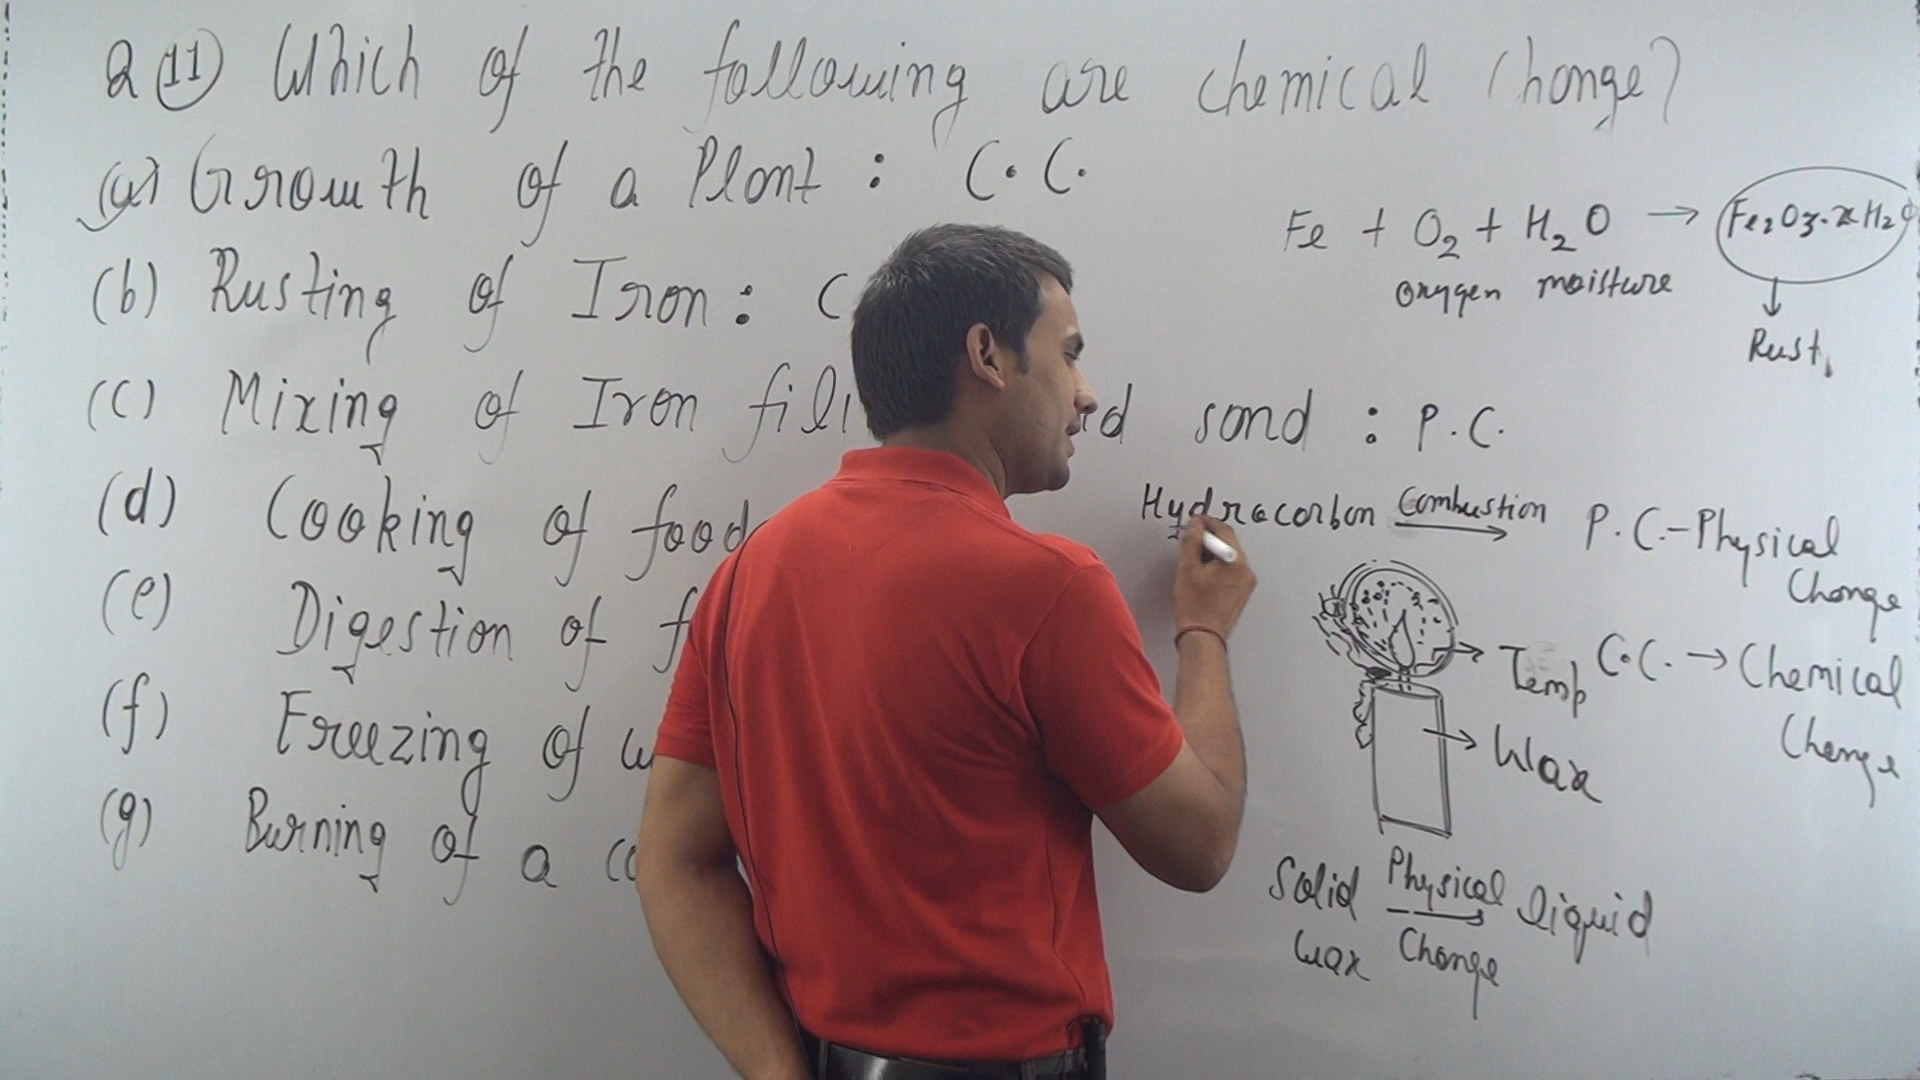 Q (11) Which of the following are chemical change?
(a) Growth of a Plant : C.C.
(b) Rusting of Iron : C
(c) Mixing of Iron fili nd sand : P.C.
(d) Cooking of food
(e) Digestion of f
(f) Freezing of w
(g) Burning of a ca
Fe + O2 + H2O → Fe2O3.xH2O
oxygen moisture
Rust
Hydrocarbon Combustion →
P.C.-Physical
Change
Temp
C.C. → Chemical
Change
Wax
Solid Physical → liquid
wax Change